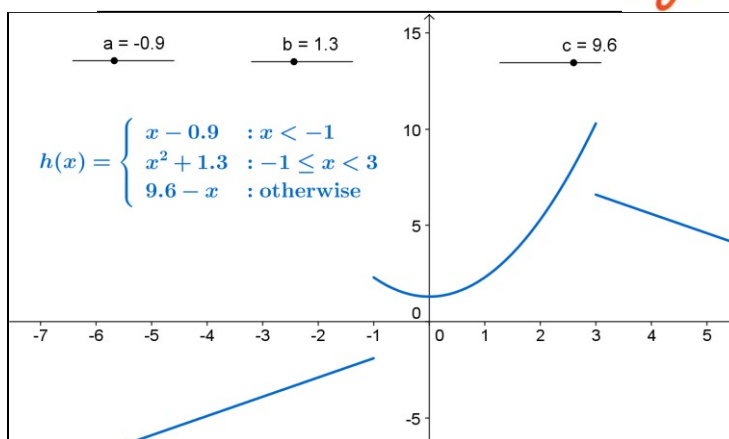 a = -0.9
b = 1.3
c = 9.6
h(x) = { x − 0.9 : x < −1
x² + 1.3 : −1 ≤ x < 3
9.6 − x : otherwise
15
10
5
0
-7 -6 -5 -4 -3 -2 -1 0 1 2 3 4 5
-5